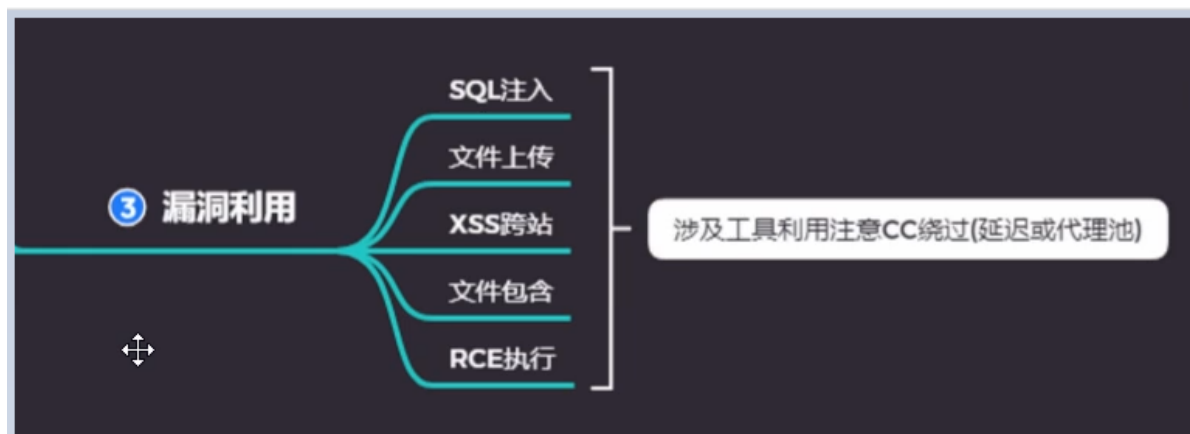 3 漏洞利用
SQL注入
文件上传
XSS跨站
文件包含
RCE执行
涉及工具利用注意CC绕过(延迟或代理池)